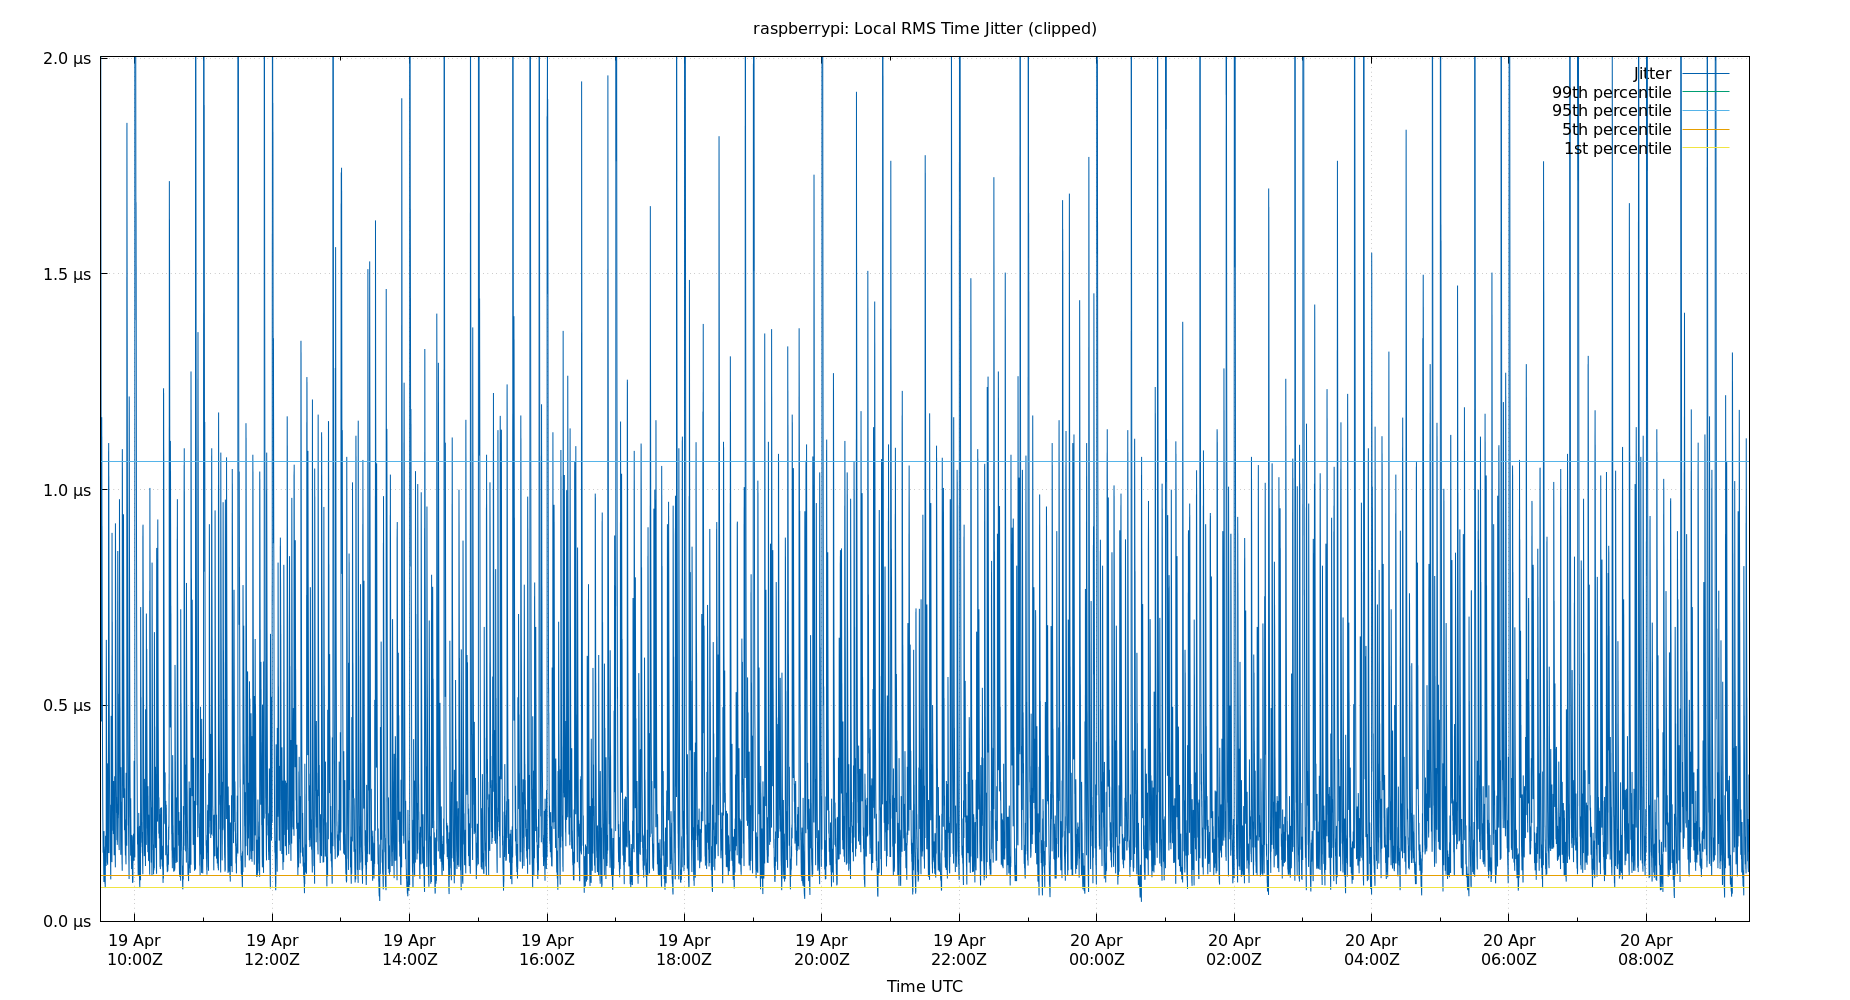 raspberrypi: Local RMS Time Jitter (clipped)
2.0 µs
1.5 µs
1.0 µs
0.5 µs
0.0 µs
Jitter
99th percentile
95th percentile
5th percentile
1st percentile
19 Apr 19 Apr 19 Apr 19 Apr 19 Apr 19 Apr 19 Apr 20 Apr 20 Apr 20 Apr 20 Apr 20 Apr
10:00Z 12:00Z 14:00Z 16:00Z 18:00Z 20:00Z 22:00Z 00:00Z 02:00Z 04:00Z 06:00Z 08:00Z
Time UTC